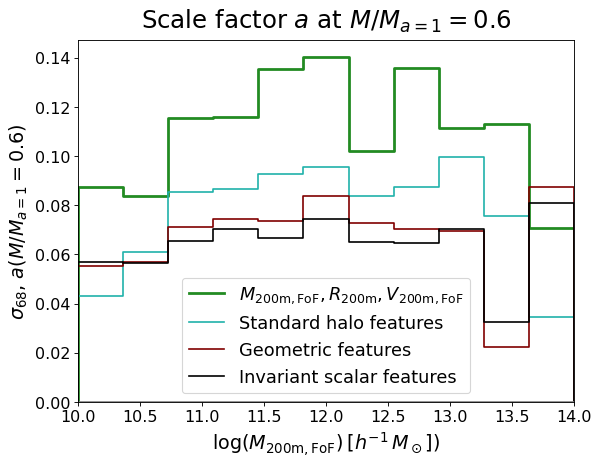 Scale factor a at M/M_{a=1} = 0.6
σ_{68}, a(M/M_{a=1} = 0.6)
0.14
0.12
0.10
0.08
0.06
0.04
0.02
0.00
M_{200m, FoF}, R_{200m}, V_{200m, FoF}
Standard halo features
Geometric features
Invariant scalar features
10.0 10.5 11.0 11.5 12.0 12.5 13.0 13.5 14.0
log(M_{200m, FoF}) [h^{-1} M_⊙])